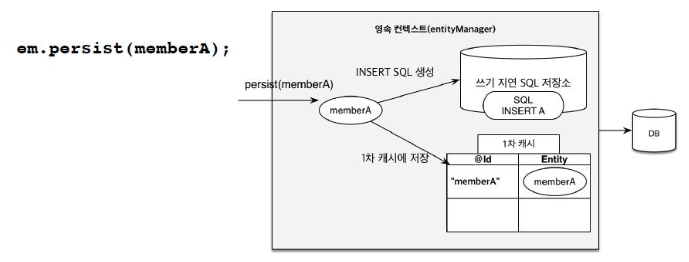 영속 컨텍스트(entityManager)
em.persist(memberA);
persist(memberA)
INSERT SQL 생성
쓰기 지연 SQL 저장소
SQL
INSERT A
memberA
DB
1차 캐시에 저장
1차 캐시
@Id Entity
"memberA" memberA